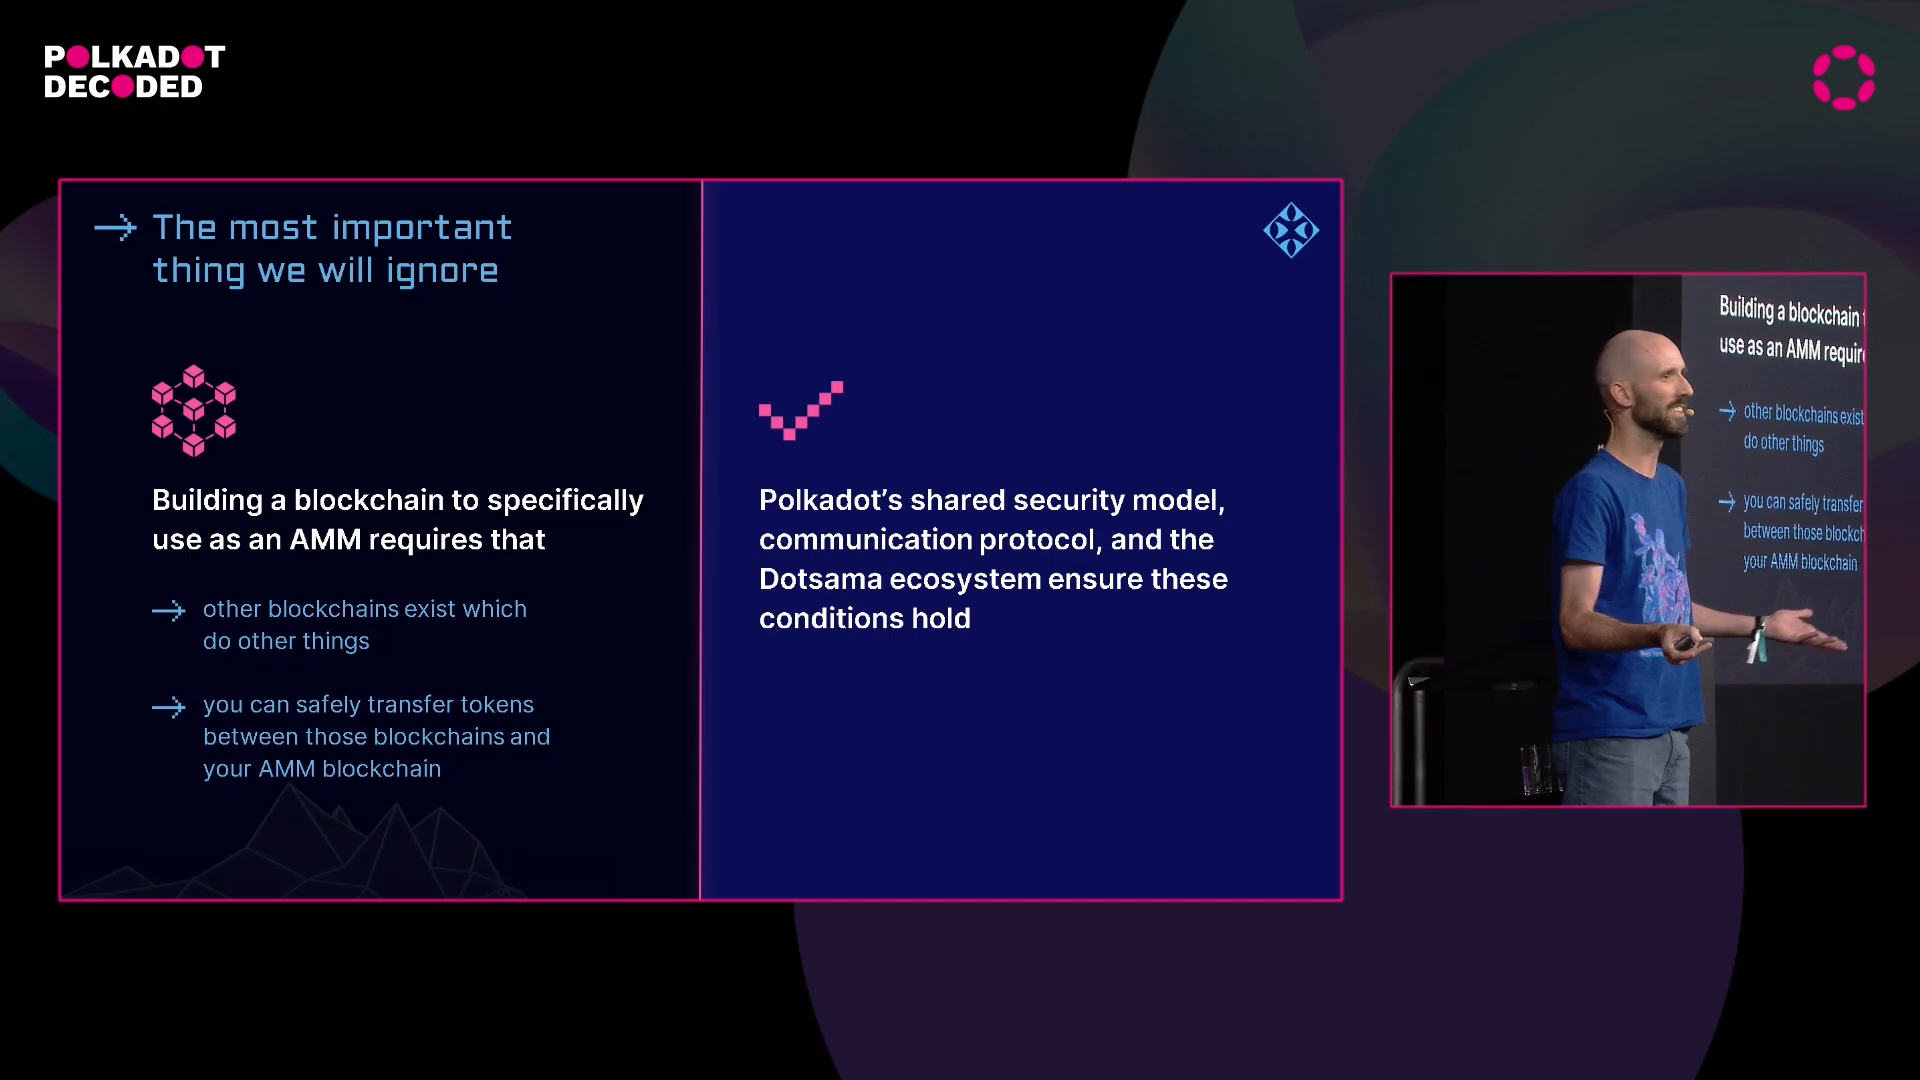 POLKADOT
DECODED
The most important
thing we will ignore
Building a blockchain to specifically
use as an AMM requires that
other blockchains exist which
do other things
you can safely transfer tokens
between those blockchains and
your AMM blockchain
Polkadot’s shared security model,
communication protocol, and the
Dotsama ecosystem ensure these
conditions hold
Building a blockchain
use as an AMM
other blockchains exist
do other things
you can safely transfer
between those
your AMM blockchain